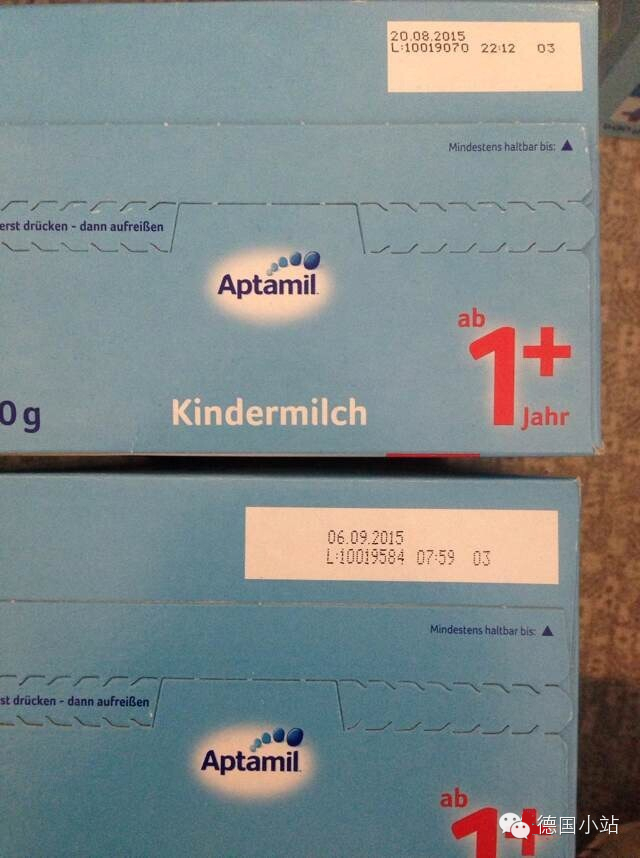 20.08.2015
L:10019070 22:12 03
Mindestens haltbar bis:
erst drücken - dann aufreißen
Aptamil
ab
1+
Jahr
0 g
Kindermilch
06.09.2015
L:10019584 07:59 03
Mindestens haltbar bis:
st drücken - dann aufreißen
Aptamil
ab
1+
德国小站